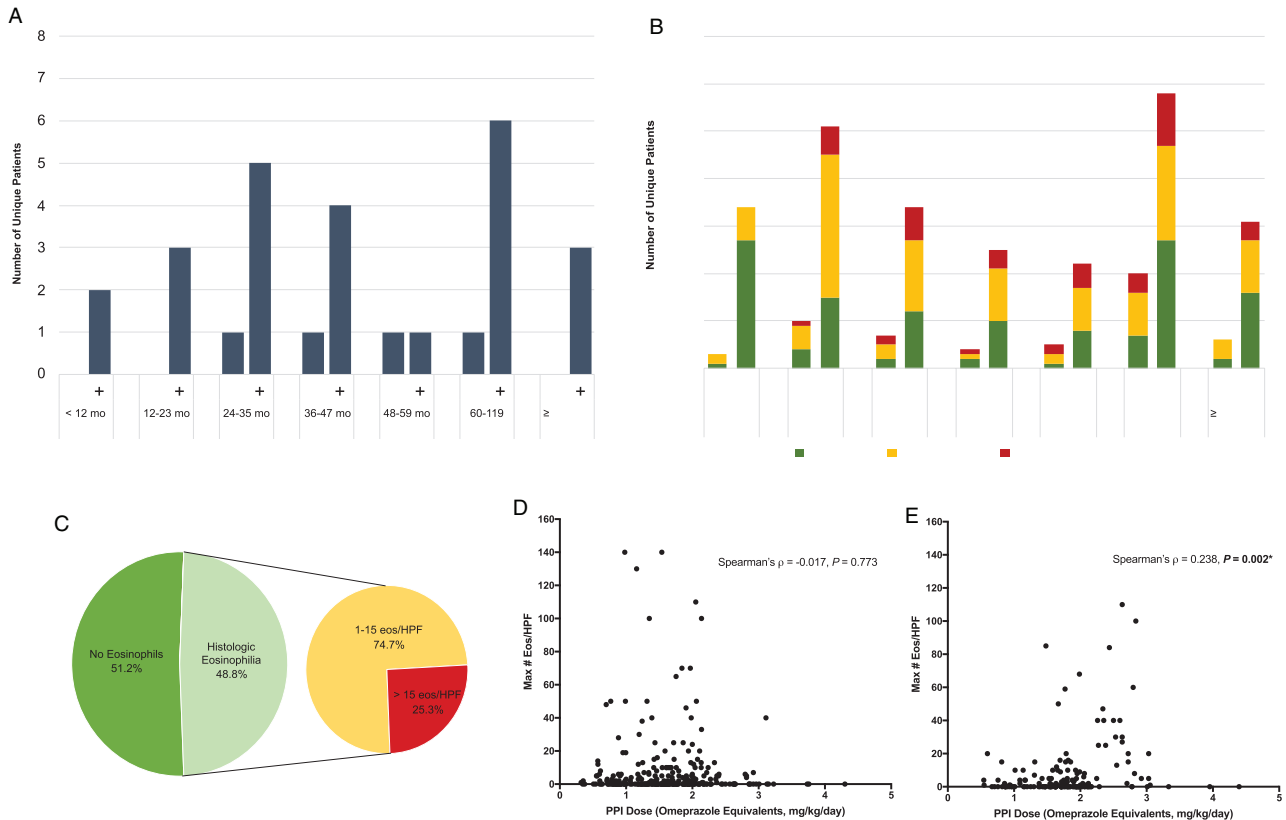 A
Number of Unique Patients
8
7
6
5
4
3
2
1
0
+ + + + + + +
< 12 mo 12-23 mo 24-35 mo 36-47 mo 48-59 mo 60-119 ≥
B
Number of Unique Patients
≥
C
No Eosinophils
51.2%
Histologic
Eosinophilia
48.8%
1-15 eos/HPF
74.7%
> 15 eos/HPF
25.3%
D
Max # Eos/HPF
160
140
120
100
80
60
40
20
0
0 1 2 3 4 5
PPI Dose (Omeprazole Equivalents, mg/kg/day)
Spearman's ρ = -0.017, P = 0.773
E
Max # Eos/HPF
160
140
120
100
80
60
40
20
0
0 1 2 3 4 5
PPI Dose (Omeprazole Equivalents, mg/kg/day)
Spearman's ρ = 0.238, P = 0.002*